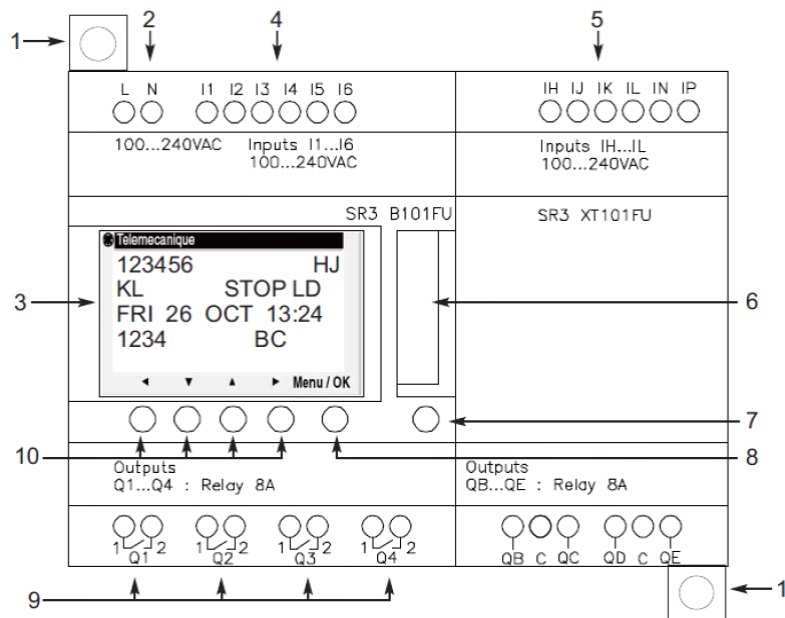 2 4 5
1
L N I1 I2 I3 I4 I5 I6 IH IJ IK IL IN IP
100...240VAC Inputs I1...I6
100...240VAC
Inputs IH...IL
100...240VAC
SR3 B101FU SR3 XT101FU
Telemecanique
123456 HJ
KL STOP LD
FRI 26 OCT 13:24
1234 BC
Menu / OK
3
6
7
10 8
Outputs
Q1...Q4 : Relay 8A
Outputs
QB...QE : Relay 8A
1 2 1 2 1 2 1 2
Q1 Q2 Q3 Q4
QB C QC QD C QE
9
1